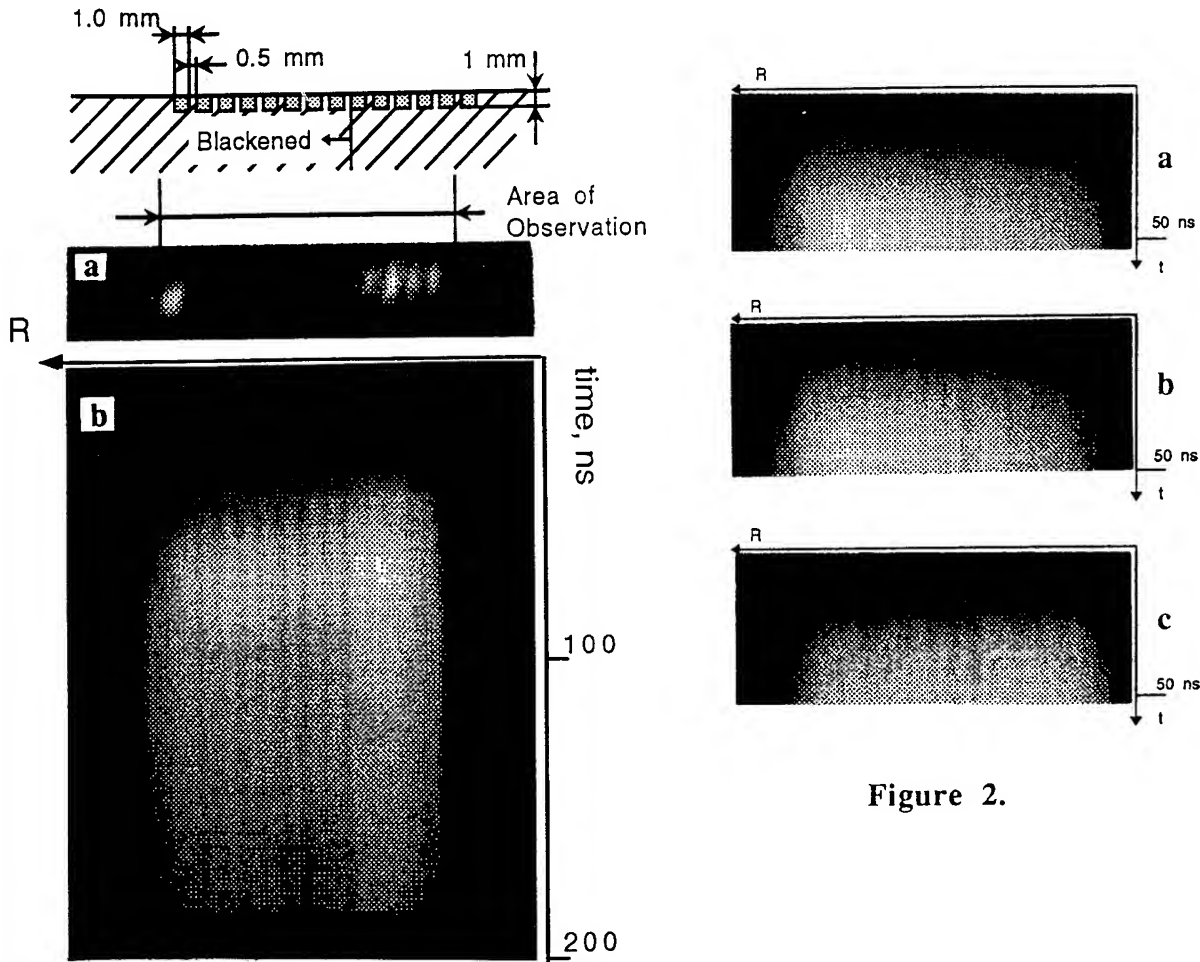 1.0 mm
0.5 mm
1 mm
Blackened
Area of
Observation
a
R
b
time, ns
100
200
R
a
50 ns
t
R
b
50 ns
t
R
c
50 ns
t
Figure 2.